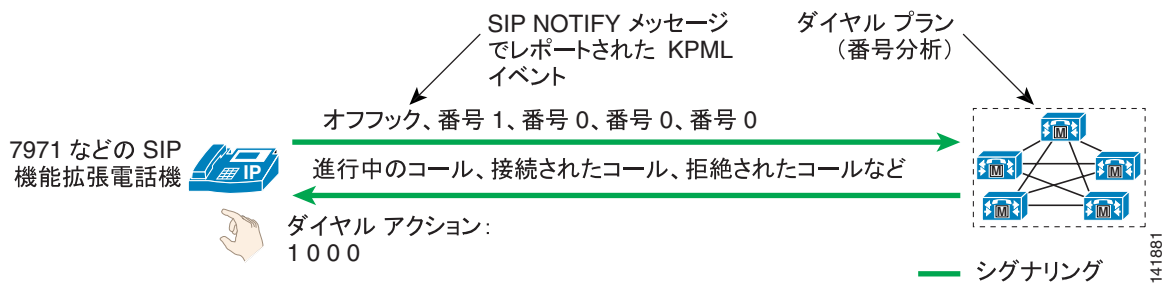 SIP NOTIFY メッセージ
でレポートされた KPML
イベント
ダイヤル プラン
(番号分析)
オフフック、番号 1、番号 0、番号 0、番号 0
7971 などの SIP
機能拡張電話機
IP
進行中のコール、接続されたコール、拒絶されたコールなど
M
M
M
M
M
ダイヤル アクション:
1 0 0 0
シグナリング
141881